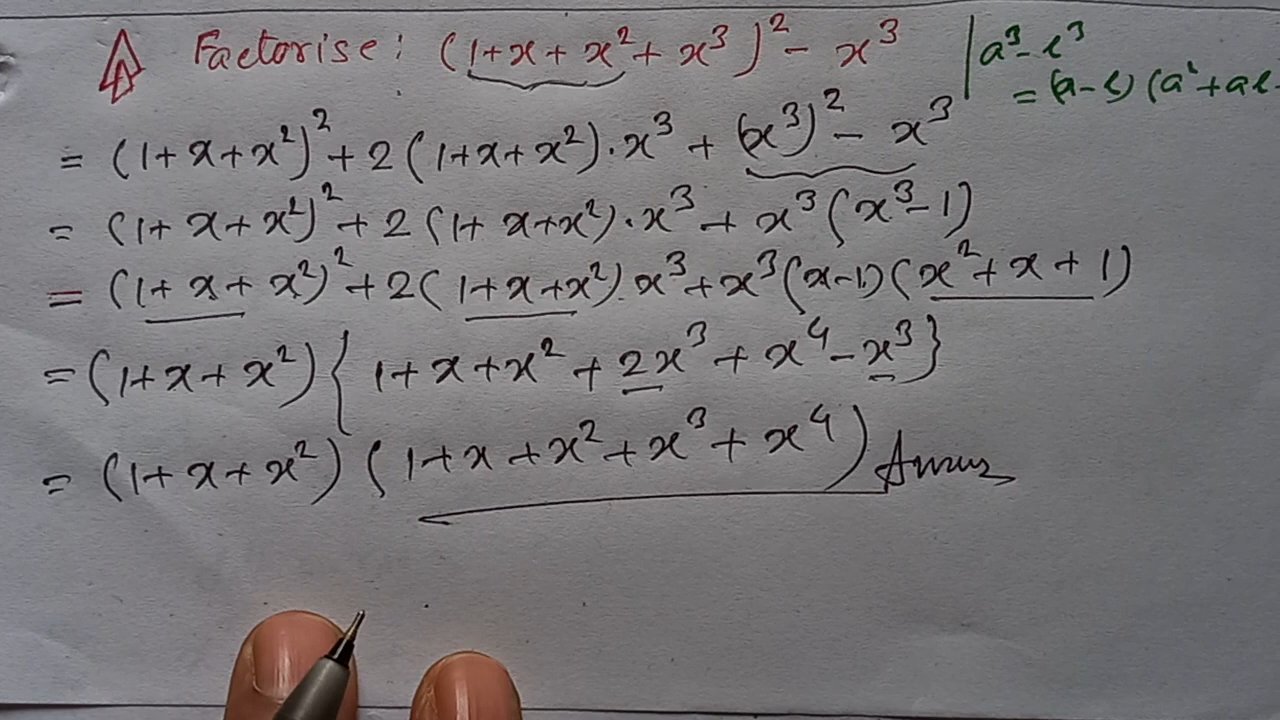 Factorise: (1+x+x²+x³)² - x³
a³-b³
= (a-b)(a²+ab
= (1+x+x²)² + 2(1+x+x²)·x³ + (x³)² - x³
= (1+x+x²)² + 2(1+x+x²)·x³ + x³(x³-1)
= (1+x+x²)² + 2(1+x+x²).x³ + x³(x-1)(x²+x+1)
= (1+x+x²){1+x+x²+2x³+x⁴-x³}
= (1+x+x²)(1+x+x²+x³+x⁴)